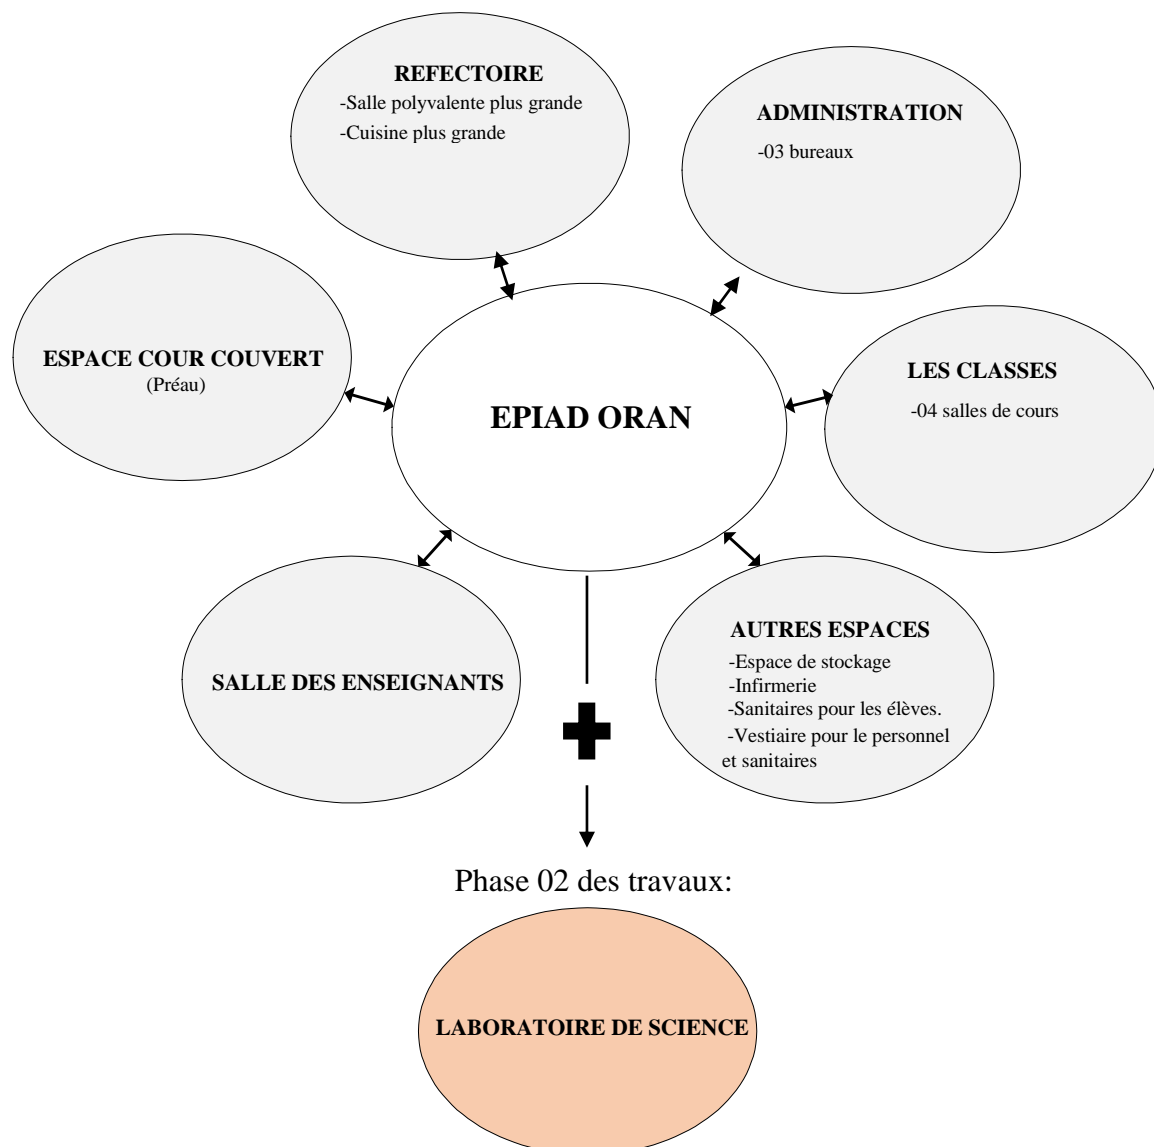 REFECTOIRE
-Salle polyvalente plus grande
-Cuisine plus grande
ADMINISTRATION
-03 bureaux
ESPACE COUR COUVERT
(Préau)
LES CLASSES
-04 salles de cours
EPIAD ORAN
SALLE DES ENSEIGNANTS
AUTRES ESPACES
-Espace de stockage
-Infirmerie
-Sanitaires pour les élèves.
-Vestiaire pour le personnel
et sanitaires
Phase 02 des travaux:
LABORATOIRE DE SCIENCE